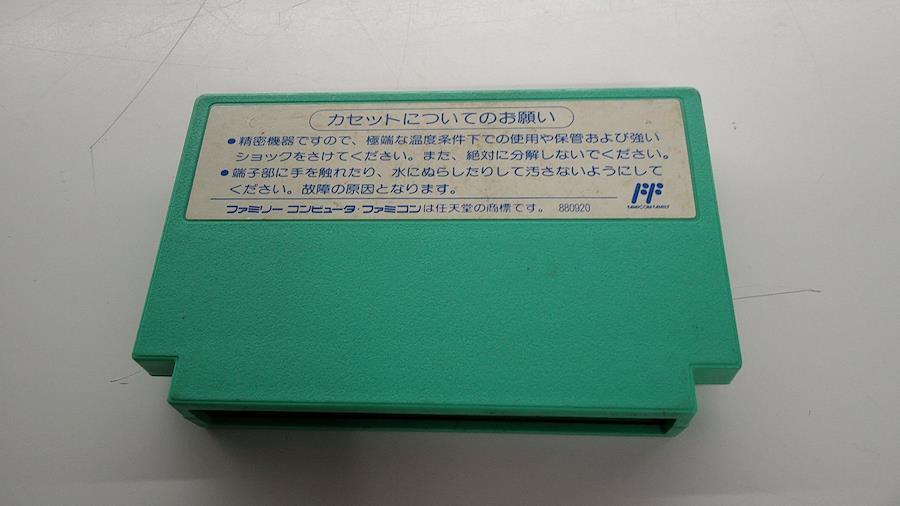 カセットについてのお願い
●精密機器ですので、極端な温度条件下での使用や保管および強い
ショックをさけてください。また、絶対に分解しないでください。
●端子部に手を触れたり、水にぬらしたりして汚さないようにして
ください。故障の原因となります。
ファミリー コンピュータ・ファミコンは任天堂の商標です。 880920
FAMICOM FAMILY